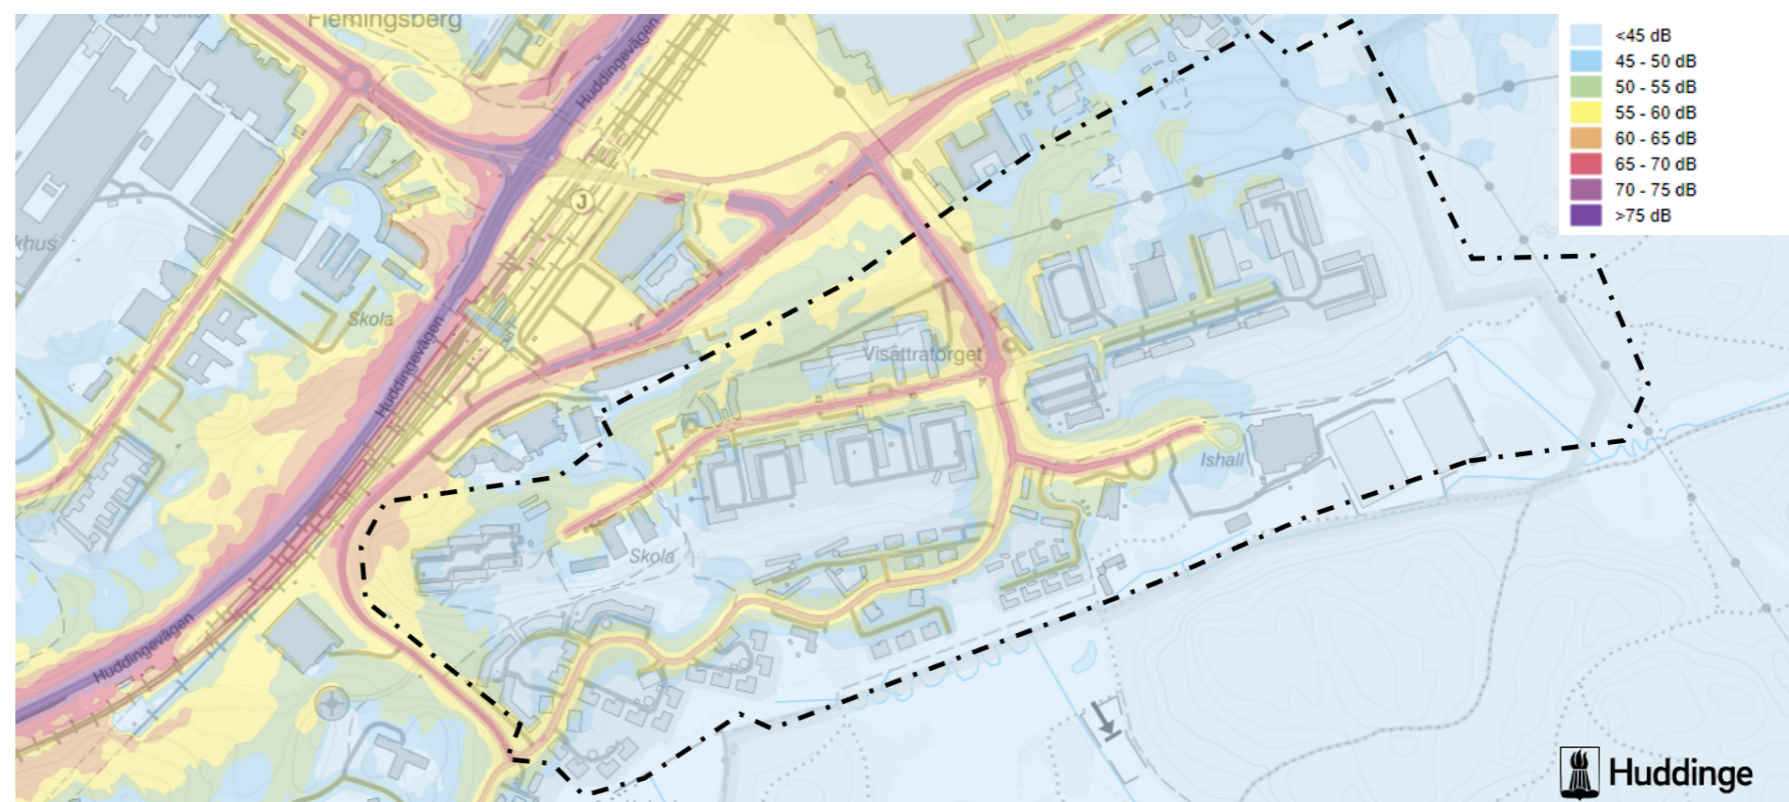 Flemingsberg
Huddingevägen
<45 dB
45 - 50 dB
50 - 55 dB
55 - 60 dB
60 - 65 dB
65 - 70 dB
70 - 75 dB
>75 dB
J
khus
Skola
Huddingevägen
Visättratorget
Ishall
Skola
Huddingevägen
Huddinge